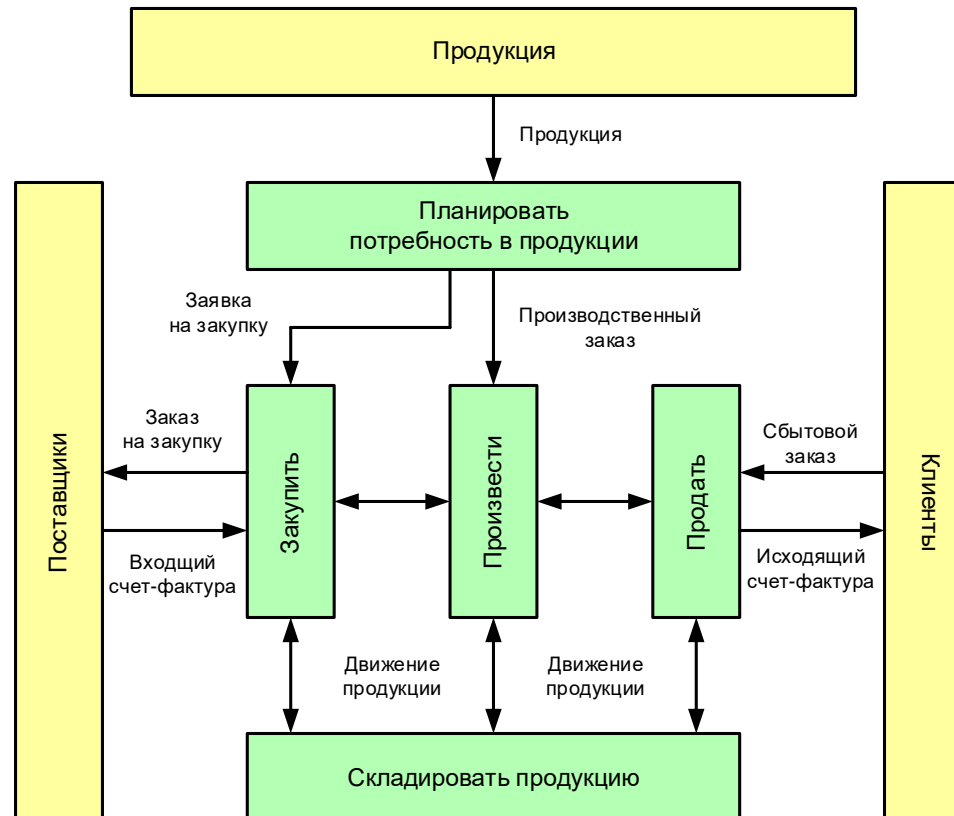 Продукция
Продукция
Планировать
потребность в продукции
Заявка
на закупку
Производственный
заказ
Поставщики
Заказ
на закупку
Входщий
счет-фактура
Закупить
Произвести
Продать
Сбытовой
заказ
Исходящий
счет-фактура
Клиенты
Движение
продукции
Движение
продукции
Складировать продукцию